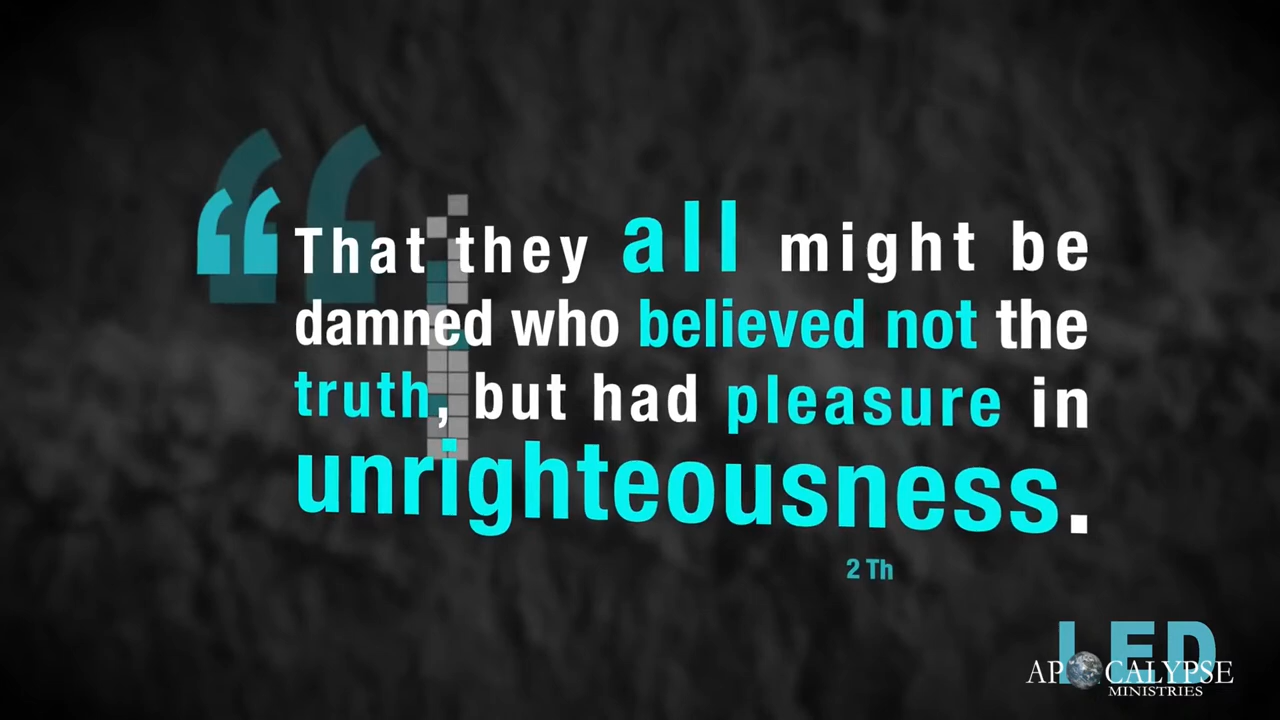 “That they all might be
damned who believed not the
truth, but had pleasure in
unrighteousness.
2 Th
LED
APOCALYPSE
MINISTRIES